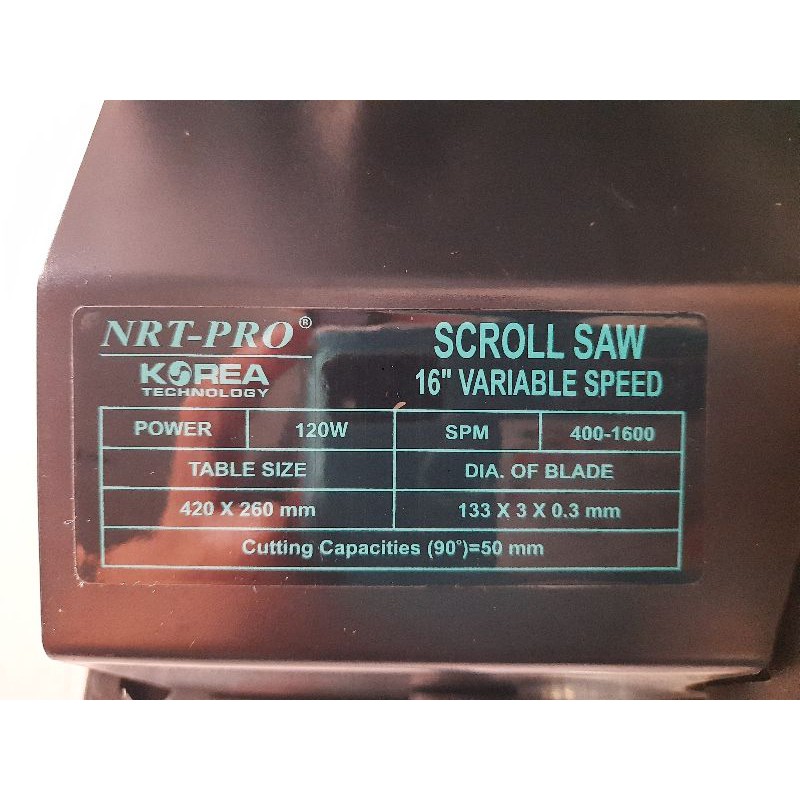 NRT-PRO®
KOREA
TECHNOLOGY
SCROLL SAW
16" VARIABLE SPEED
POWER 120W SPM 400-1600
TABLE SIZE DIA. OF BLADE
420 X 260 mm 133 X 3 X 0.3 mm
Cutting Capacities (90°)=50 mm